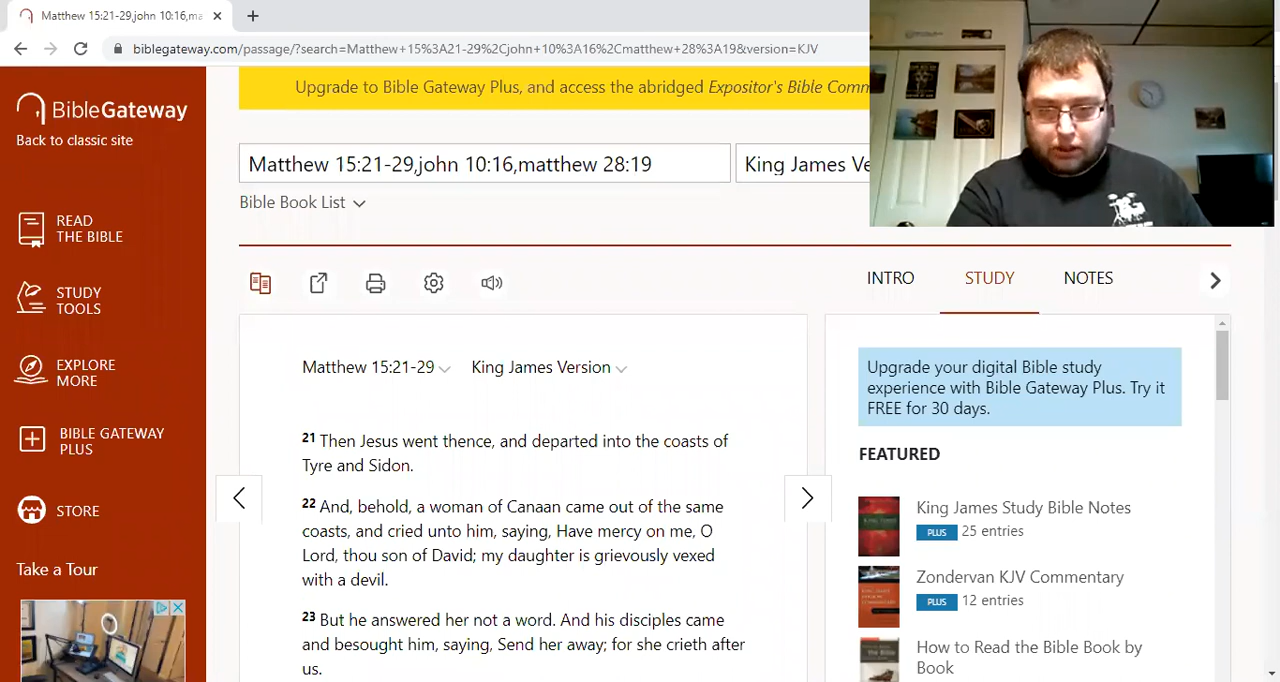 Matthew 15:21-29,john 10:16,ma
biblegateway.com/passage/?search=Matthew+15%3A21-29%2Cjohn+10%3A16%2Cmatthew+28%3A19&version=KJV
BibleGateway
Back to classic site
READ
THE BIBLE
STUDY
TOOLS
EXPLORE
MORE
BIBLE GATEWAY
PLUS
STORE
Take a Tour
Upgrade to Bible Gateway Plus, and access the abridged Expositor's Bible Comm
Matthew 15:21-29,john 10:16,matthew 28:19
King James Ve
Bible Book List
INTRO
STUDY
NOTES
Matthew 15:21-29
King James Version
21 Then Jesus went thence, and departed into the coasts of
Tyre and Sidon.
22 And, behold, a woman of Canaan came out of the same
coasts, and cried unto him, saying, Have mercy on me, O
Lord, thou son of David; my daughter is grievously vexed
with a devil.
23 But he answered her not a word. And his disciples came
and besought him, saying, Send her away; for she crieth after
us.
Upgrade your digital Bible study
experience with Bible Gateway Plus. Try it
FREE for 30 days.
FEATURED
King James Study Bible Notes
PLUS 25 entries
Zondervan KJV Commentary
PLUS 12 entries
How to Read the Bible Book by
Book